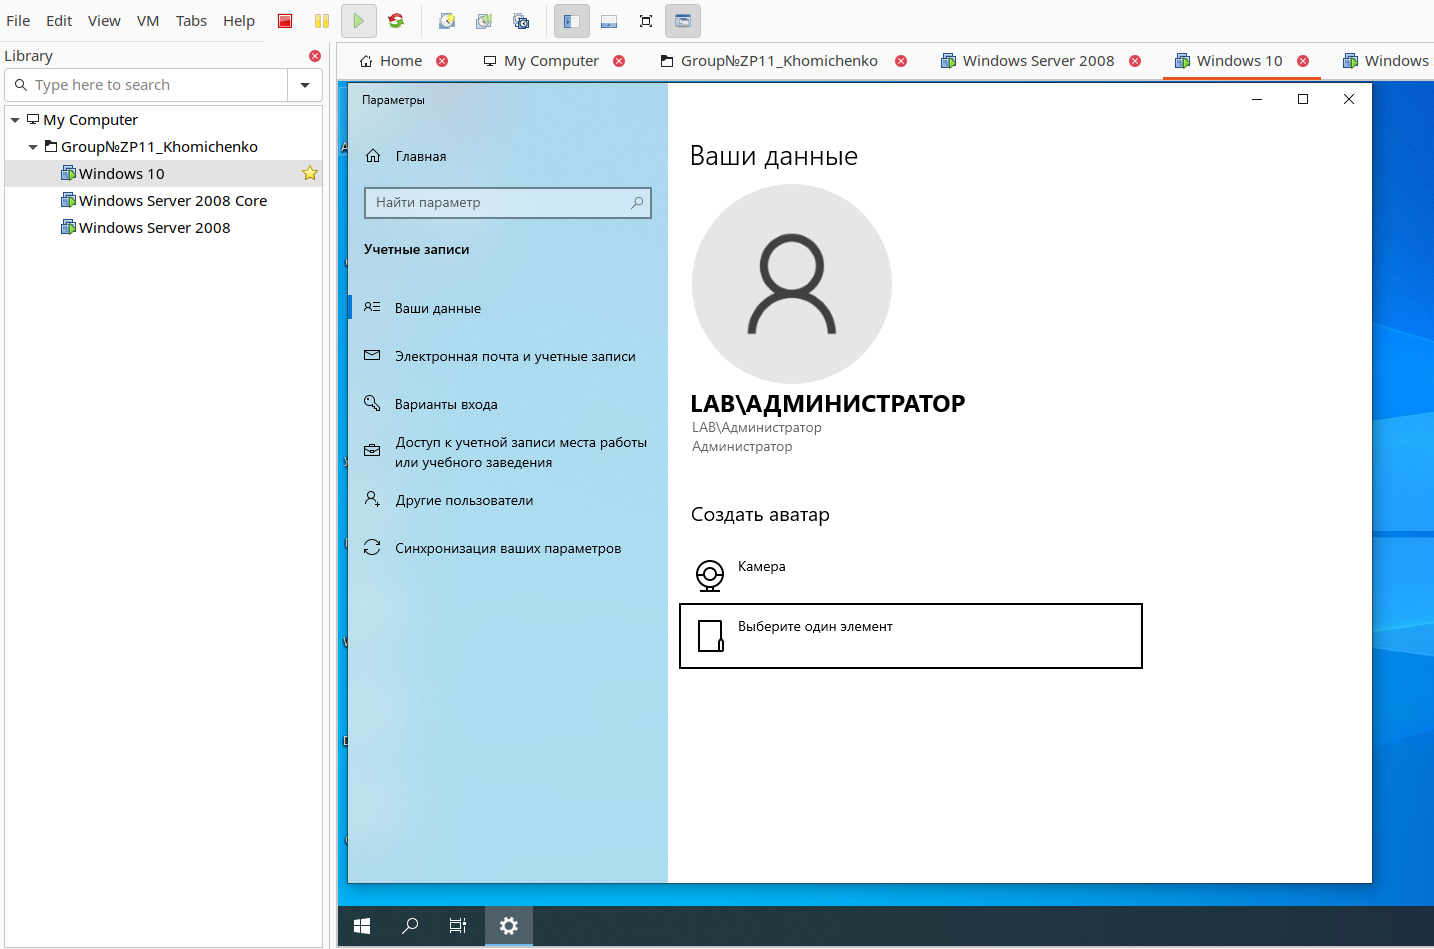 File Edit View VM Tabs Help
Library
Type here to search
My Computer
Group№ZP11_Khomichenko
Windows 10
Windows Server 2008 Core
Windows Server 2008
Home
My Computer
Group№ZP11_Khomichenko
Windows Server 2008
Windows 10
Windows
Параметры
Главная
Найти параметр
Учетные записи
Ваши данные
Электронная почта и учетные записи
Варианты входа
Доступ к учетной записи места работы
или учебного заведения
Другие пользователи
Синхронизация ваших параметров
Ваши данные
LAB\АДМИНИСТРАТОР
LAB\Администратор
Администратор
Создать аватар
Камера
Выберите один элемент